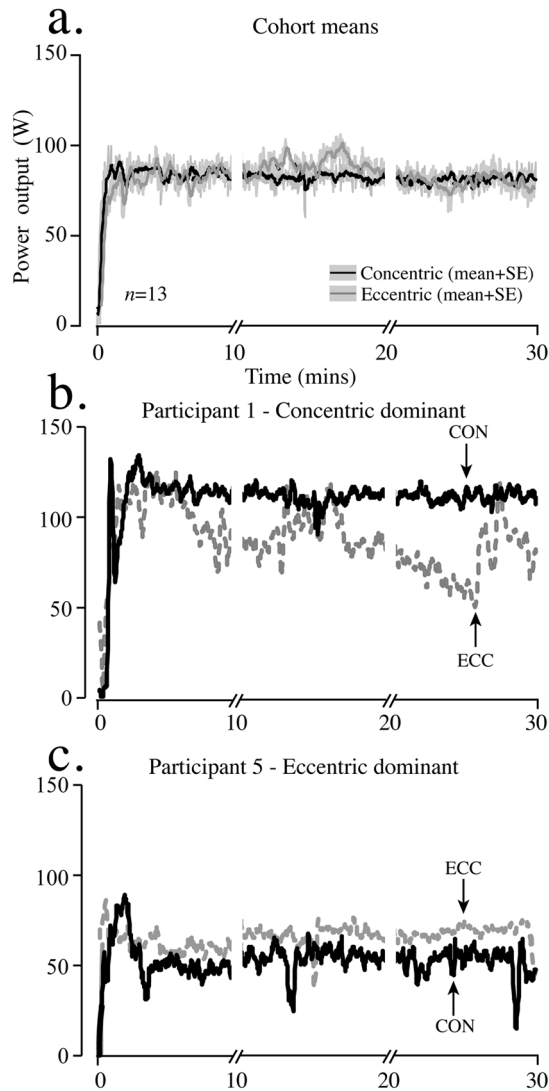 a.
Cohort means
150
100
50
0
Power output (W)
n=13
Concentric (mean+SE)
Eccentric (mean+SE)
0 10 20 30
Time (mins)
b.
Participant 1 - Concentric dominant
150
100
50
0
CON
ECC
0 10 20 30
c.
Participant 5 - Eccentric dominant
150
100
50
0
ECC
CON
0 10 20 30